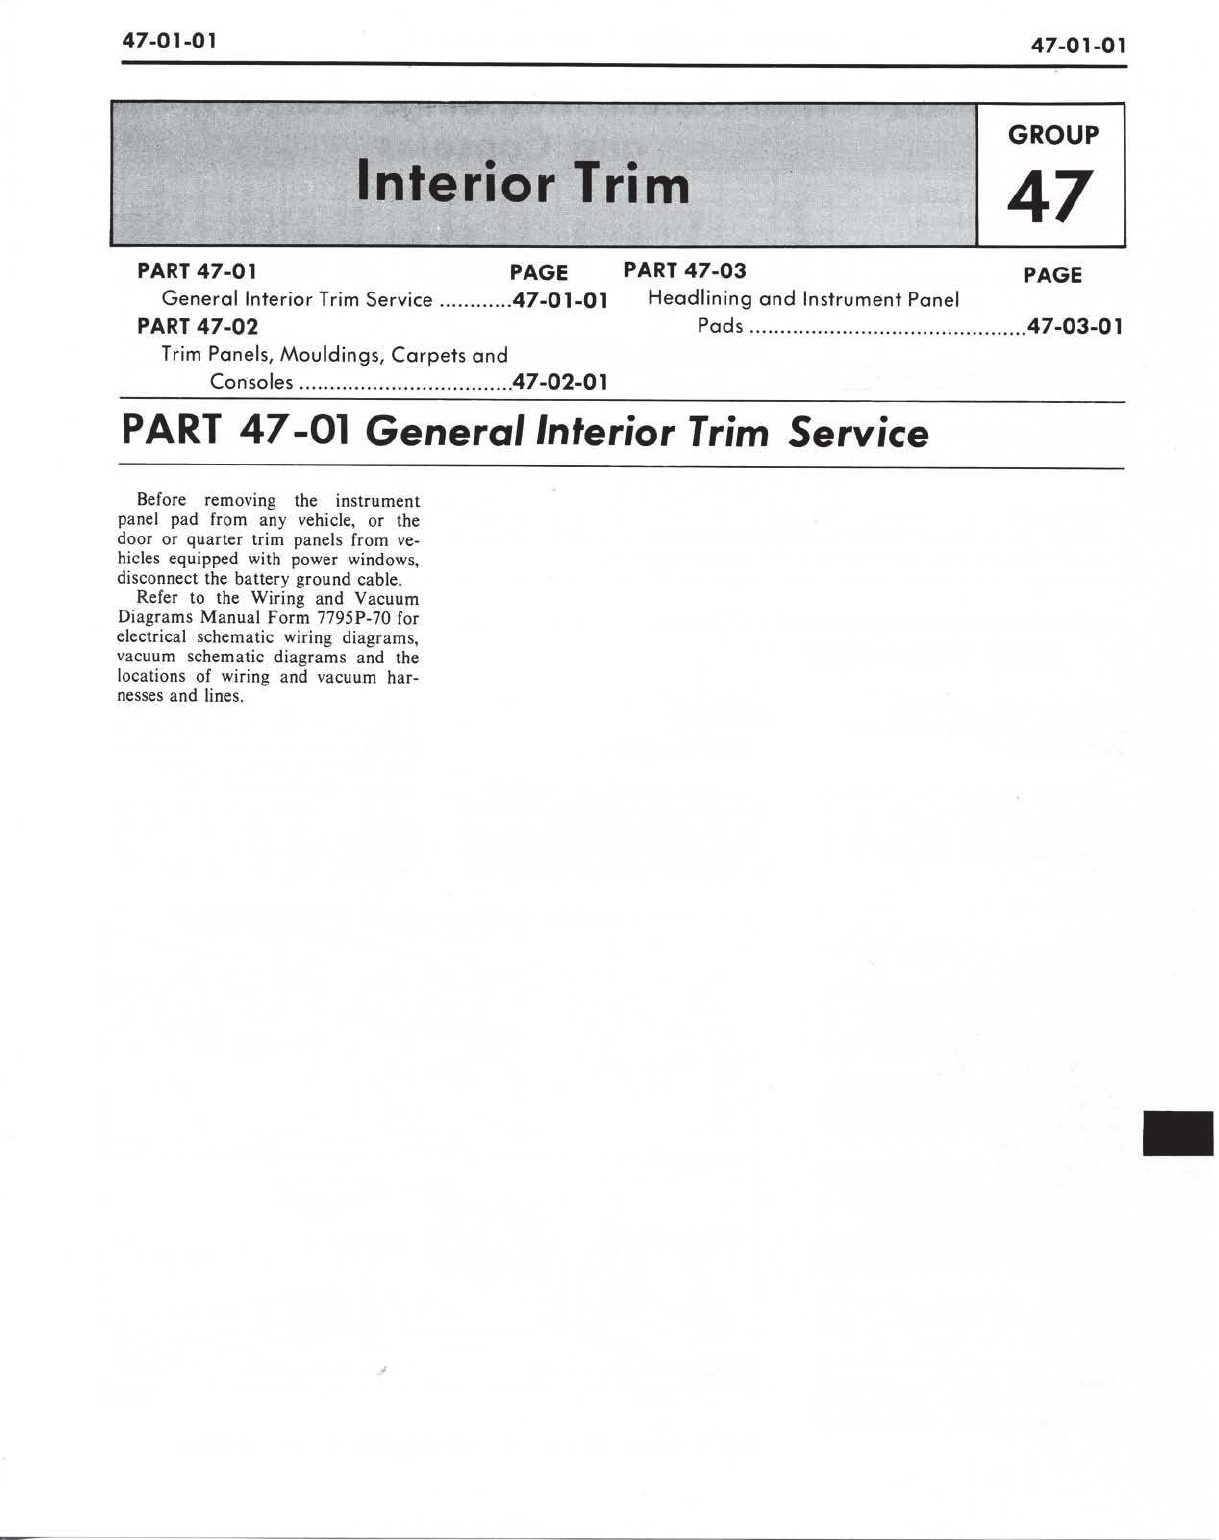 47-01-01
47-01-01
Interior Trim
GROUP
47
PART 47-01 PAGE
General Interior Trim Service ............47-01-01
PART 47-02
Trim Panels, Mouldings, Carpets and
Consoles ...................................47-02-01
PART 47-03 PAGE
Headlining and Instrument Panel
Pads .............................................47-03-01
PART 47-01 General Interior Trim Service
Before removing the instrument
panel pad from any vehicle, or the
door or quarter trim panels from ve-
hicles equipped with power windows,
disconnect the battery ground cable.
Refer to the Wiring and Vacuum
Diagrams Manual Form 7795P-70 for
electrical schematic wiring diagrams,
vacuum schematic diagrams and the
locations of wiring and vacuum har-
nesses and lines.